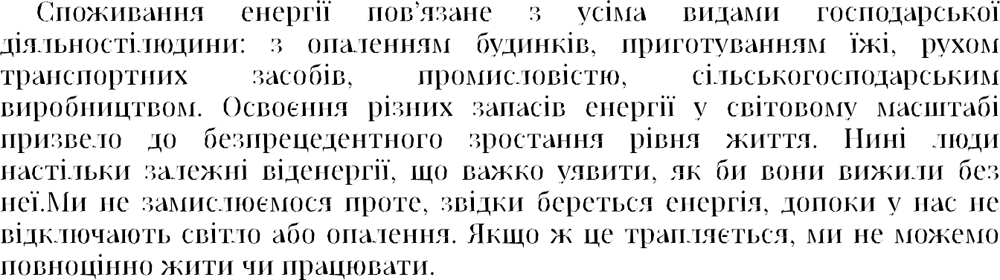 Споживання енергії пов’язане з усіма видами господарської
діяльностілюдини: з опаленням будинків, приготуванням їжі, рухом
транспортних засобів, промисловістю, сільськогосподарським
виробництвом. Освоєння різних запасів енергії у світовому масштабі
призвело до безпрецедентного зростання рівня життя. Нині люди
настільки залежні віденергії, що важко уявити, як би вони вижили без
неї.Ми не замислюємося проте, звідки береться енергія, допоки у нас не
відключають світло або опалення. Якщо ж це трапляється, ми не можемо
повноцінно жити чи працювати.